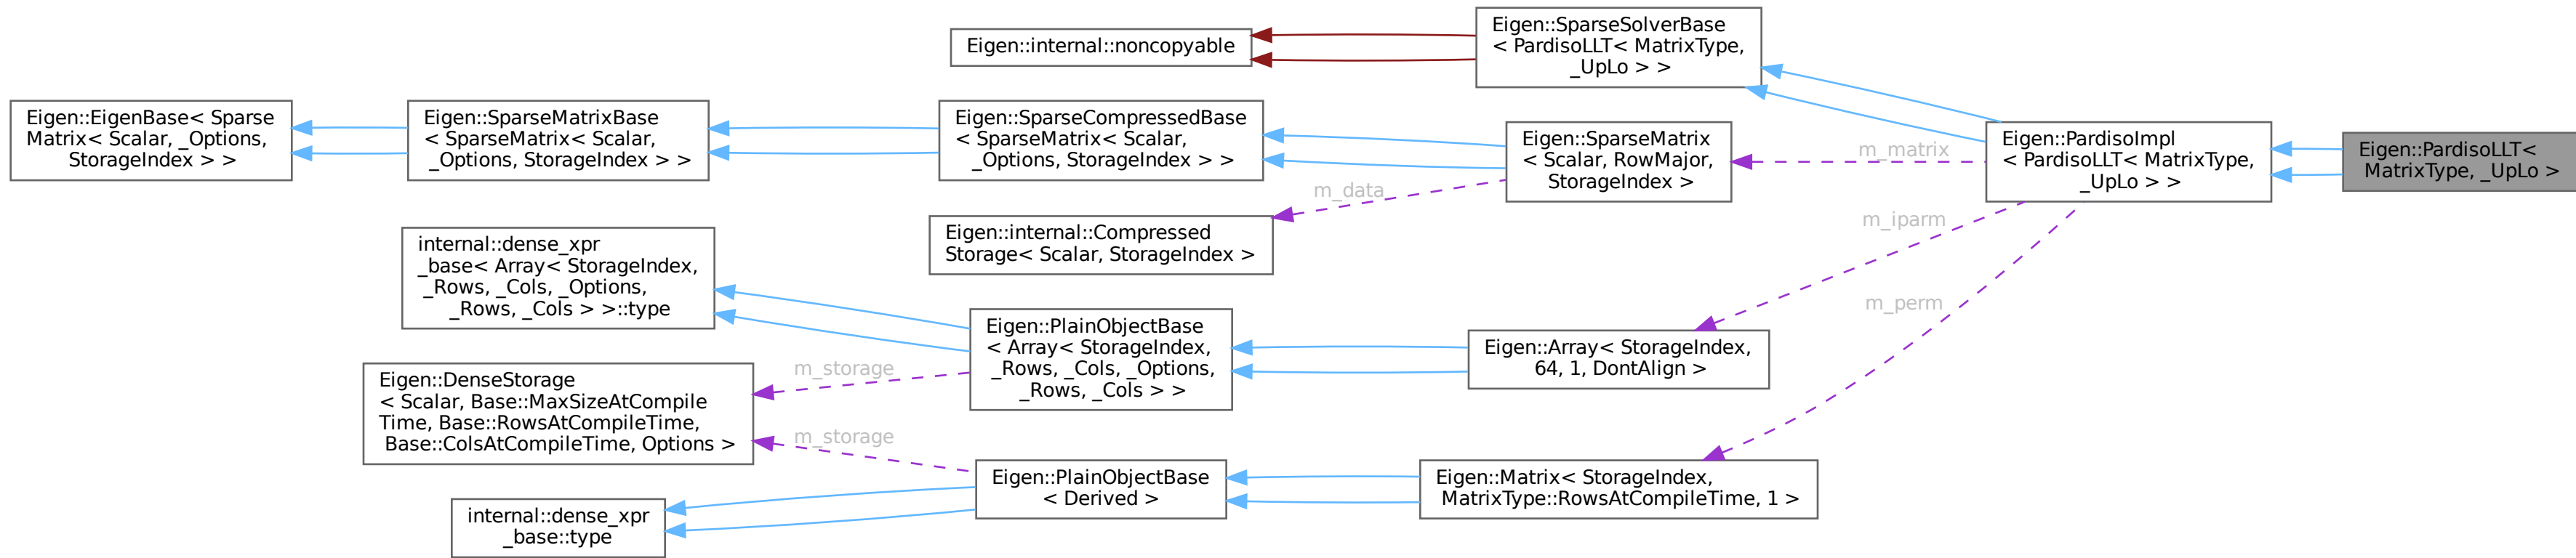 Eigen::internal::noncopyable
Eigen::SparseSolverBase
< PardisoLLT< MatrixType,
_UpLo > >
Eigen::EigenBase< Sparse
Matrix< Scalar, _Options,
StorageIndex > >
Eigen::SparseMatrixBase
< SparseMatrix< Scalar,
_Options, StorageIndex > >
Eigen::SparseCompressedBase
< SparseMatrix< Scalar,
_Options, StorageIndex > >
Eigen::SparseMatrix
< Scalar, RowMajor,
StorageIndex >
m_matrix
Eigen::PardisoImpl
< PardisoLLT< MatrixType,
_UpLo > >
Eigen::PardisoLLT<
MatrixType, _UpLo >
m_data
Eigen::internal::Compressed
Storage< Scalar, StorageIndex >
m_iparm
internal::dense_xpr
_base< Array< StorageIndex,
_Rows, _Cols, _Options,
_Rows, _Cols > >::type
m_perm
Eigen::PlainObjectBase
< Array< StorageIndex,
_Rows, _Cols, _Options,
_Rows, _Cols > >
Eigen::Array< StorageIndex,
64, 1, DontAlign >
m_storage
Eigen::DenseStorage
< Scalar, Base::MaxSizeAtCompile
Time, Base::RowsAtCompileTime,
Base::ColsAtCompileTime, Options >
m_storage
Eigen::PlainObjectBase
< Derived >
Eigen::Matrix< StorageIndex,
MatrixType::RowsAtCompileTime, 1 >
internal::dense_xpr
_base::type